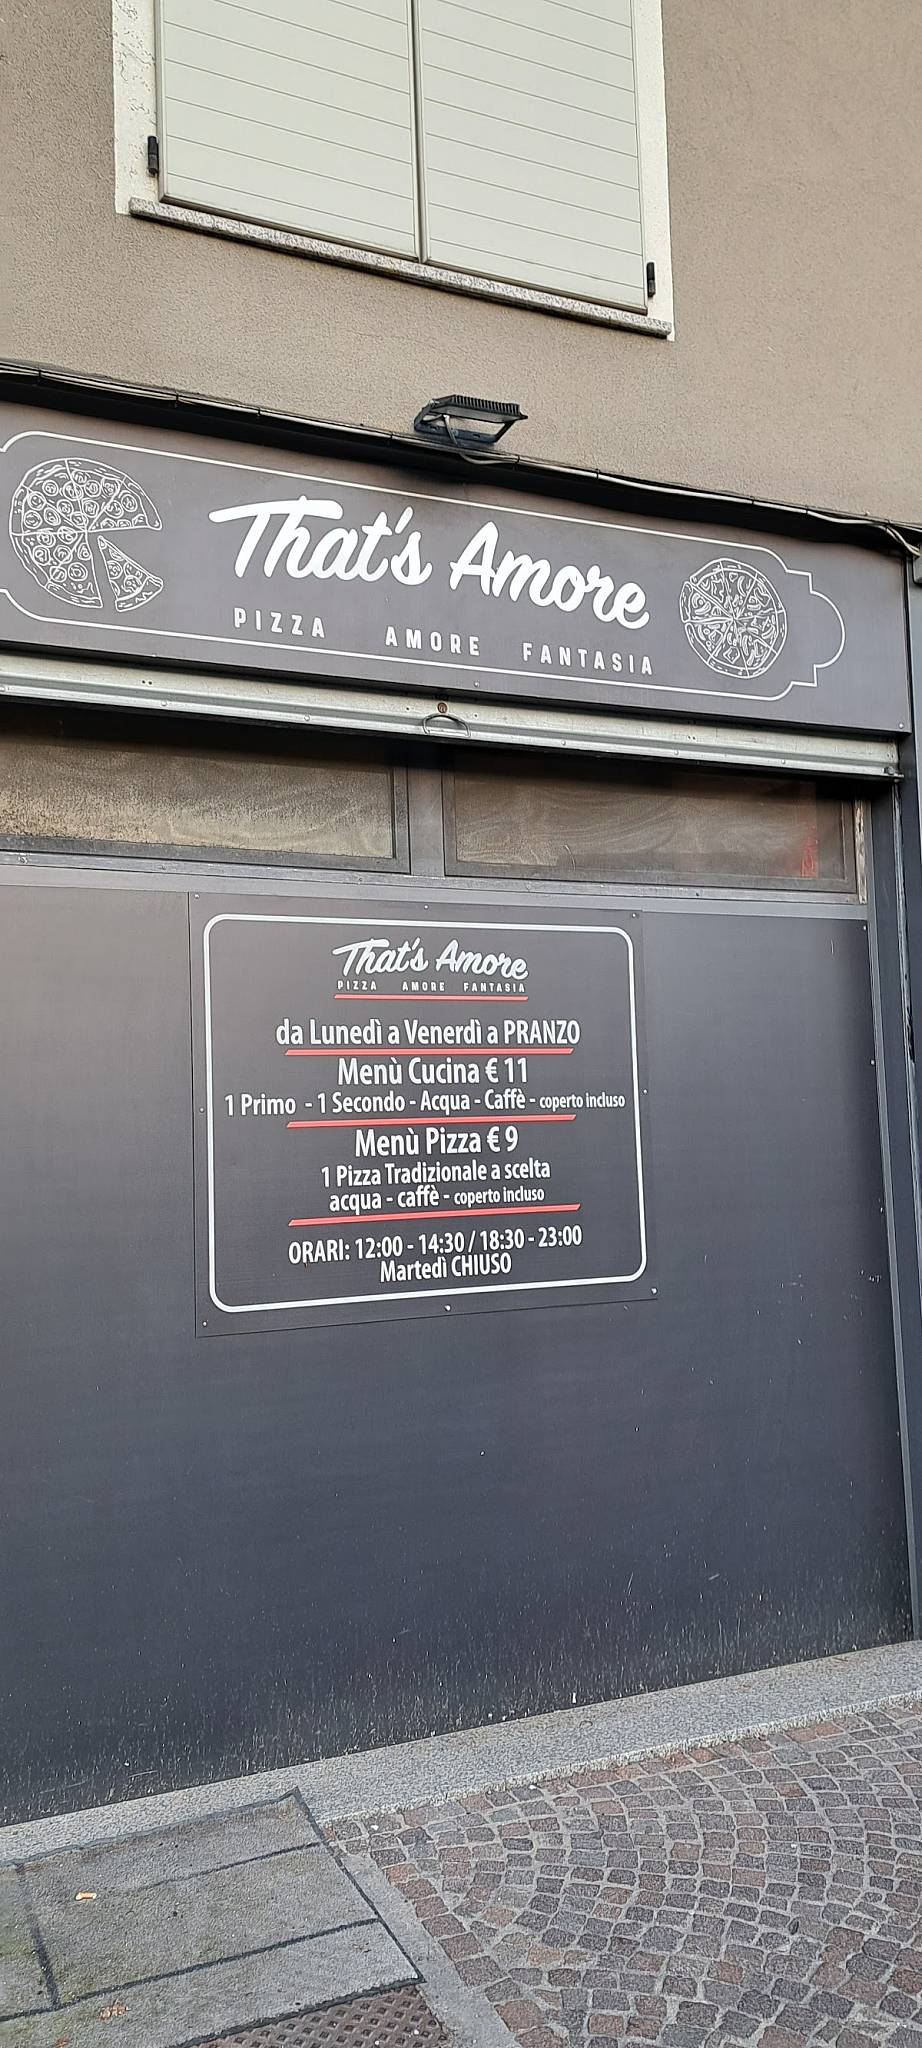 That's Amore
PIZZA AMORE FANTASIA
That's Amore
PIZZA AMORE FANTASIA
da Lunedì a Venerdì a PRANZO
Menù Cucina € 11
1 Primo - 1 Secondo - Acqua - Caffè - coperto incluso
Menù Pizza € 9
1 Pizza Tradizionale a scelta
acqua - caffè - coperto incluso
ORARI: 12:00 - 14:30 / 18:30 - 23:00
Martedì CHIUSO